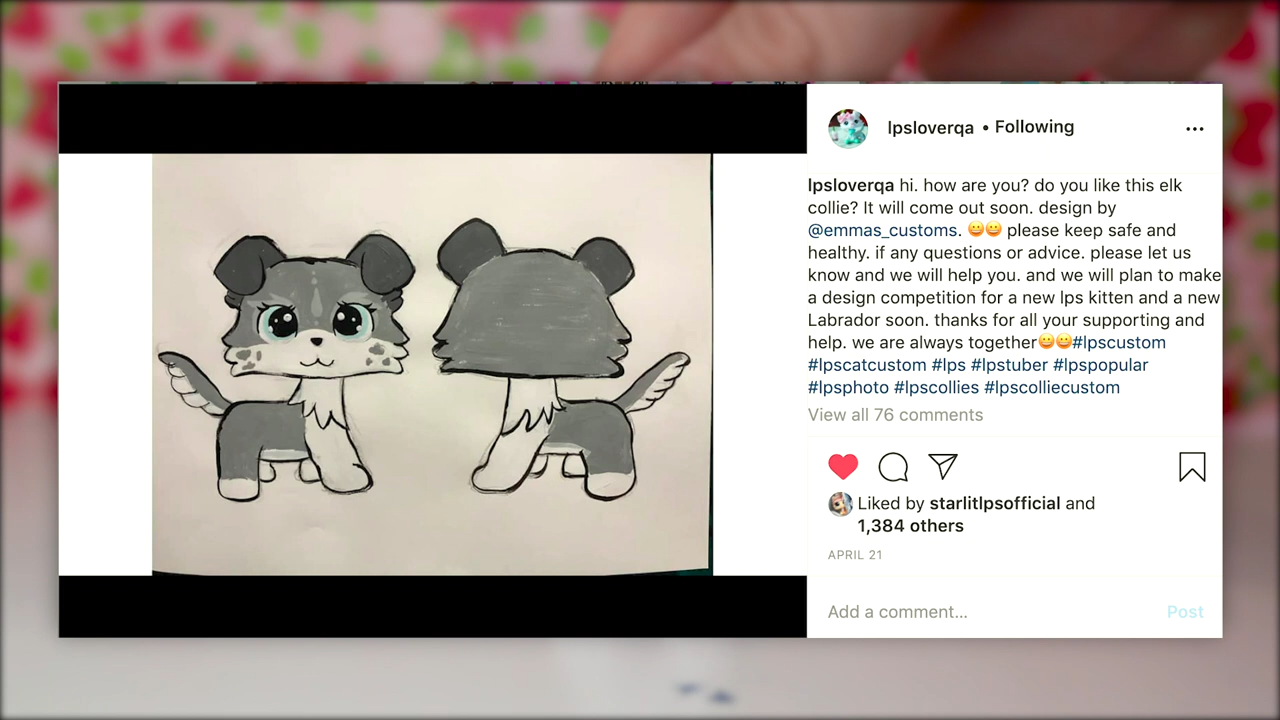 lpsloverqa • Following
lpsloverqa hi. how are you? do you like this elk
collie? It will come out soon. design by
@emmas_customs. 😀😀 please keep safe and
healthy. if any questions or advice. please let us
know and we will help you. and we will plan to make
a design competition for a new lps kitten and a new
Labrador soon. thanks for all your supporting and
help. we are always together😀😀#lpscustom
#lpscatcustom #lps #lpstuber #lpspopular
#lpsphoto #lpscollies #lpscolliecustom
View all 76 comments
Liked by starlitlpsofficial and
1,384 others
APRIL 21
Add a comment... Post